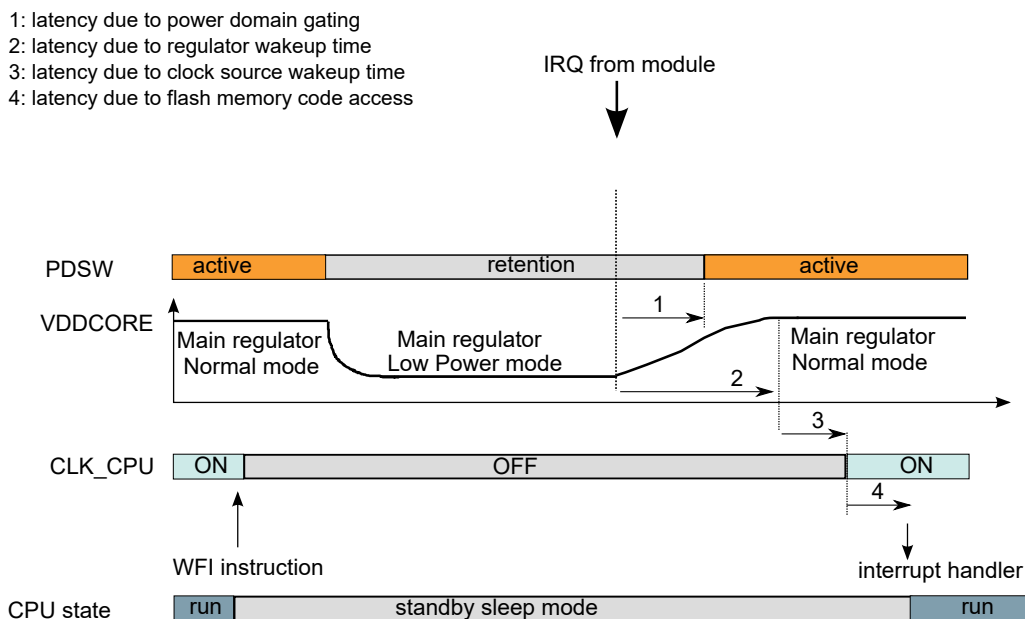 1: latency due to power domain gating
2: latency due to regulator wakeup time
3: latency due to clock source wakeup time
4: latency due to flash memory code access
IRQ from module
PDSW
active
retention
active
1
VDDCORE
Main regulator
Normal mode
Main regulator
Low Power mode
Main regulator
Normal mode
2
3
CLK_CPU
ON
OFF
ON
4
WFI instruction
interrupt handler
CPU state
run
standby sleep mode
run